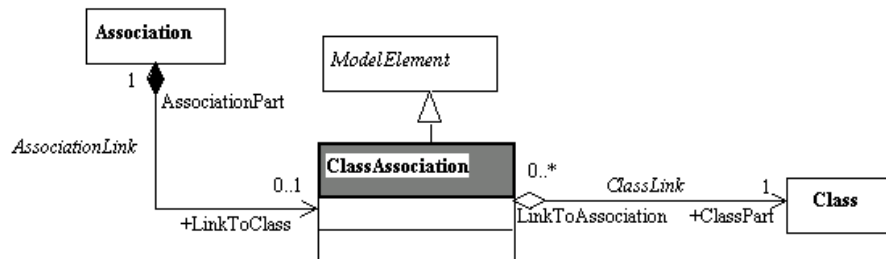 Association
ModelElement
1
AssociationPart
AssociationLink
ClassAssociation
0..*
ClassLink
1
Class
0..1
LinkToAssociation
+ClassPart
+LinkToClass